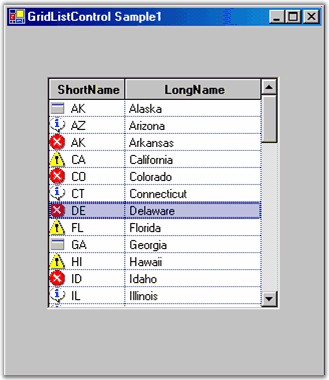 GridListControl Sample1
ShortName LongName
AK Alaska
AZ Arizona
AK Arkansas
CA California
CO Colorado
CT Connecticut
DE Delaware
FL Florida
GA Georgia
HI Hawaii
ID Idaho
IL Illinois